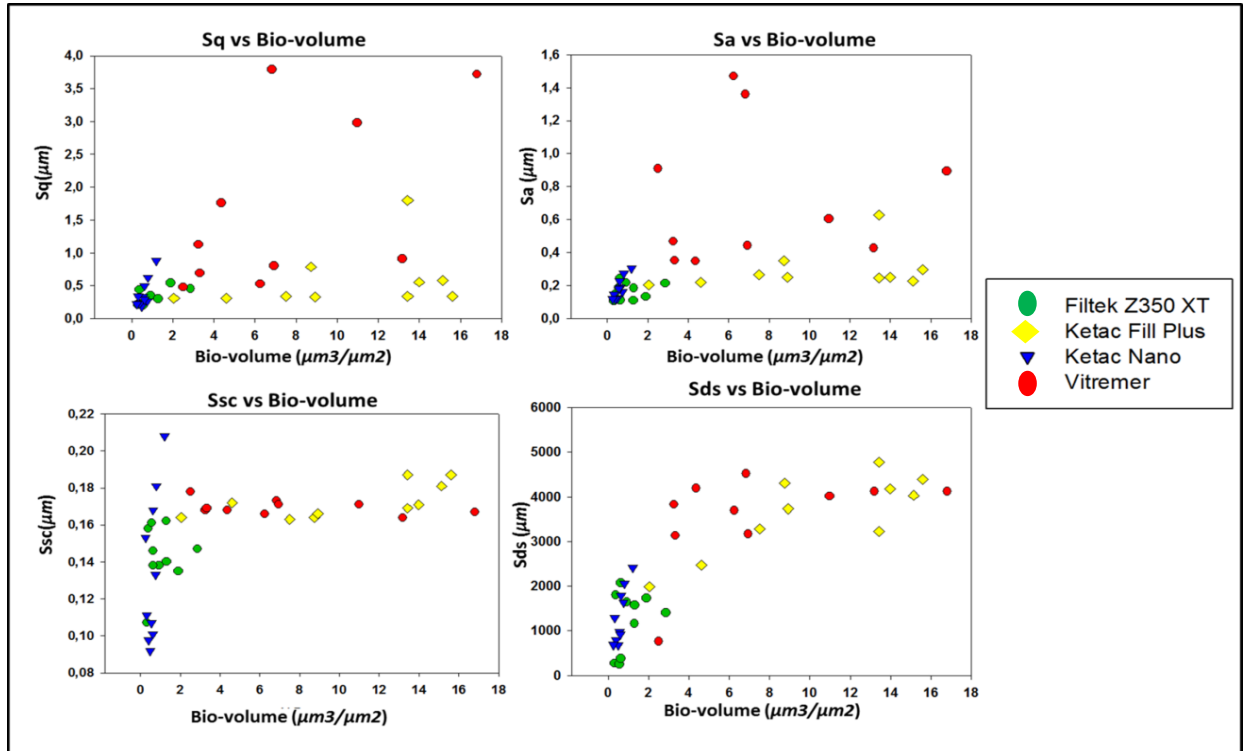 Sq vs Bio-volume
4,0
3,5
3,0
2,5
2,0
1,5
1,0
0,5
0,0
Sq(μm)
0 2 4 6 8 10 12 14 16 18
Bio-volume (μm3/μm2)
Sa vs Bio-volume
1,6
1,4
1,2
1,0
0,8
0,6
0,4
0,2
0,0
Sa (μm)
0 2 4 6 8 10 12 14 16 18
Bio-volume (μm3/μm2)
Ssc vs Bio-volume
0,22
0,20
0,18
0,16
0,14
0,12
0,10
0,08
Ssc(μm)
0 2 4 6 8 10 12 14 16 18
Bio-volume (μm3/μm2)
Sds vs Bio-volume
6000
5000
4000
3000
2000
1000
0
Sds (μm)
0 2 4 6 8 10 12 14 16 18
Bio-volume (μm3/μm2)
Filtek Z350 XT
Ketac Fill Plus
Ketac Nano
Vitremer